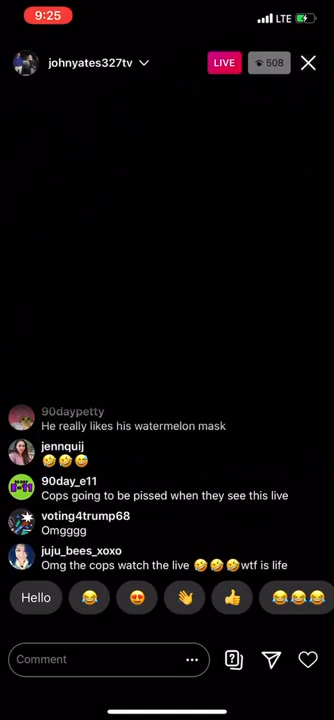 9:25
LTE
johnyates327tv
LIVE
508
90daypetty
He really likes his watermelon mask
jennquij
🤣🤣😅
90day_e11
Cops going to be pissed when they see this live
voting4trump68
Omgggg
juju_bees_xoxo
Omg the cops watch the live 🤣🤣🤣wtf is life
Hello
😂
😍
👋
👍
😂😂😂
Comment